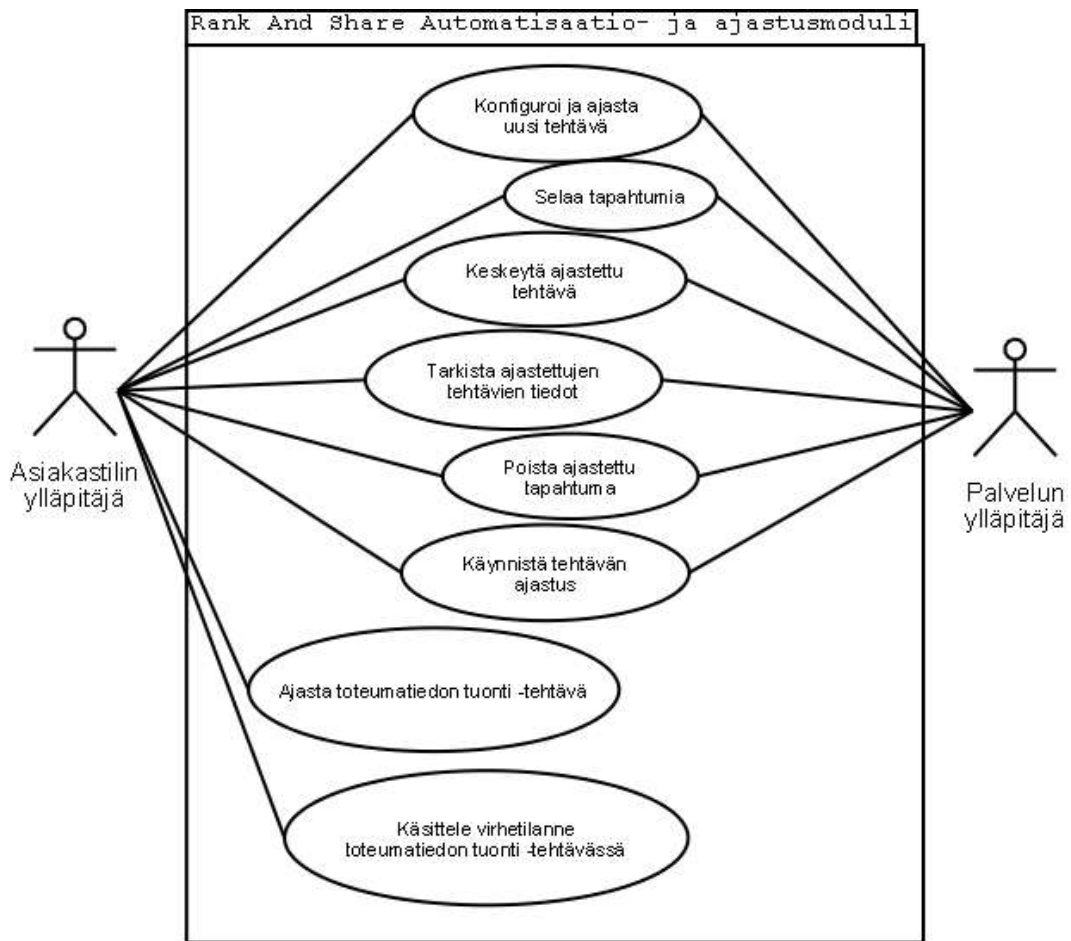 Rank And Share Automatisaatio- ja ajastusmoduli
Konfiguroi ja ajasta
uusi tehtävä
Selaa tapahtumia
Keskeytä ajastettu
tehtävä
Tarkista ajastettujen
tehtävien tiedot
Poista ajastettu
tapahtuma
Käynnistä tehtävän
ajastus
Ajasta toteumatiedon tuonti -tehtävä
Käsittele virhetilanne
toteumatiedon tuonti -tehtävässä
Asiakastilin
ylläpitäjä
Palvelun
ylläpitäjä